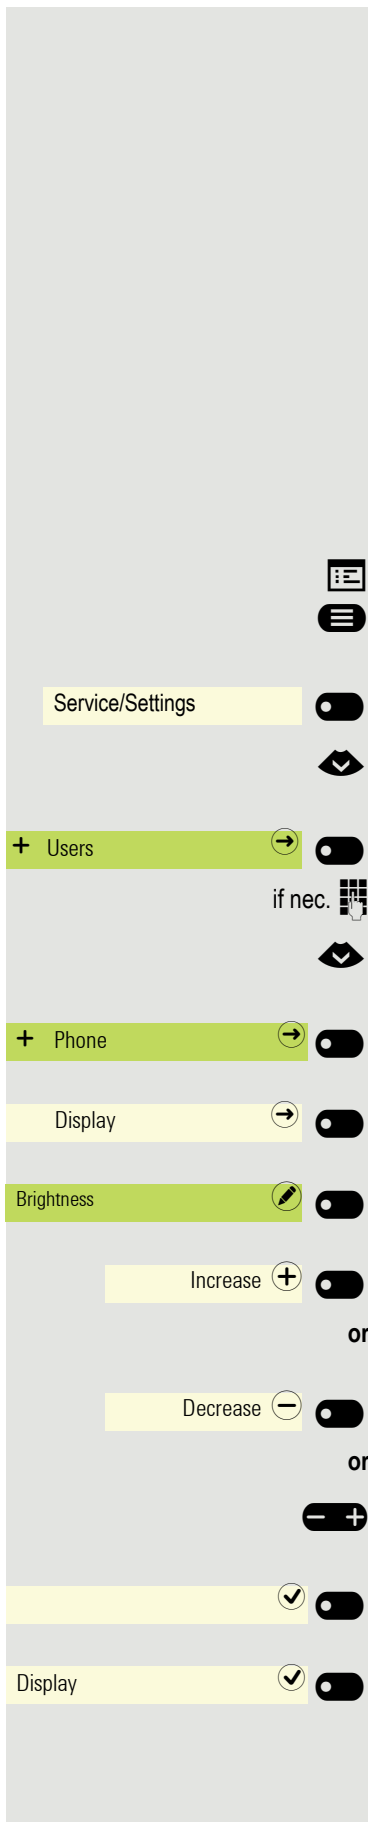 Service/Settings
+ Users
if nec.
+ Phone
Display
Brightness
Increase +
or
Decrease −
or
− +
Display